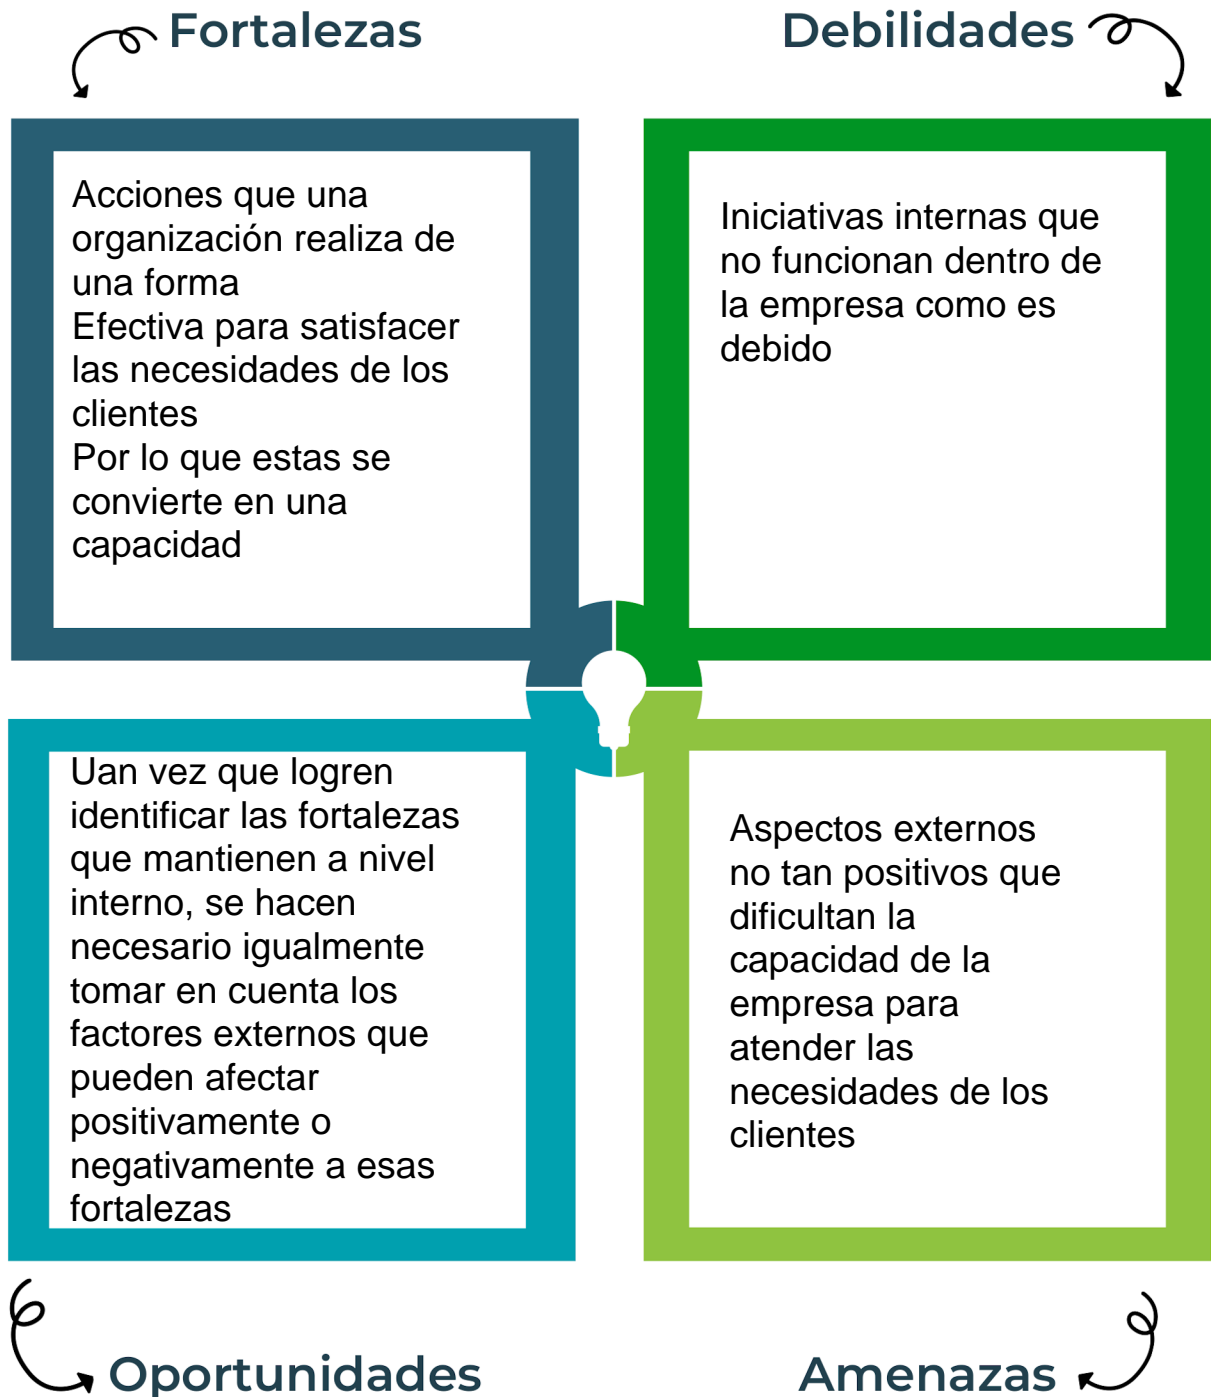 Fortalezas
Acciones que una
organización realiza de
una forma
Efectiva para satisfacer
las necesidades de los
clientes
Por lo que estas se
convierte en una
capacidad
Debilidades
Iniciativas internas que
no funcionan dentro de
la empresa como es
debido
Uan vez que logren
identificar las fortalezas
que mantienen a nivel
interno, se hacen
necesario igualmente
tomar en cuenta los
factores externos que
pueden afectar
positivamente o
negativamente a esas
fortalezas
Oportunidades
Aspectos externos
no tan positivos que
dificultan la
capacidad de la
empresa para
atender las
necesidades de los
clientes
Amenazas